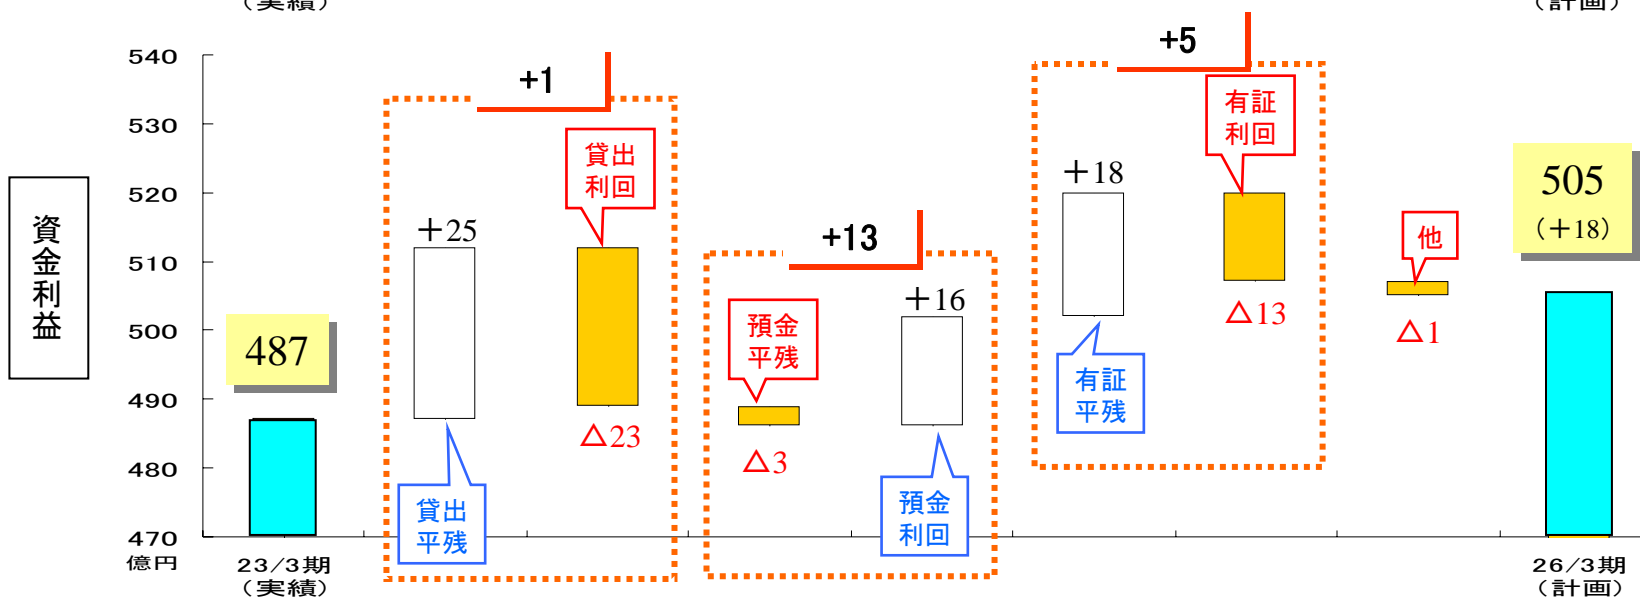 （実績）
（計画）
資金利益
540
530
520
510
500
490
480
470
億円
487
+1
＋25
貸出
平残
貸出
利回
△23
+13
預金
平残
△3
＋16
預金
利回
+5
＋18
有証
平残
有証
利回
△13
他
△1
505
（＋18）
23/3期
（実績）
26/3期
（計画）